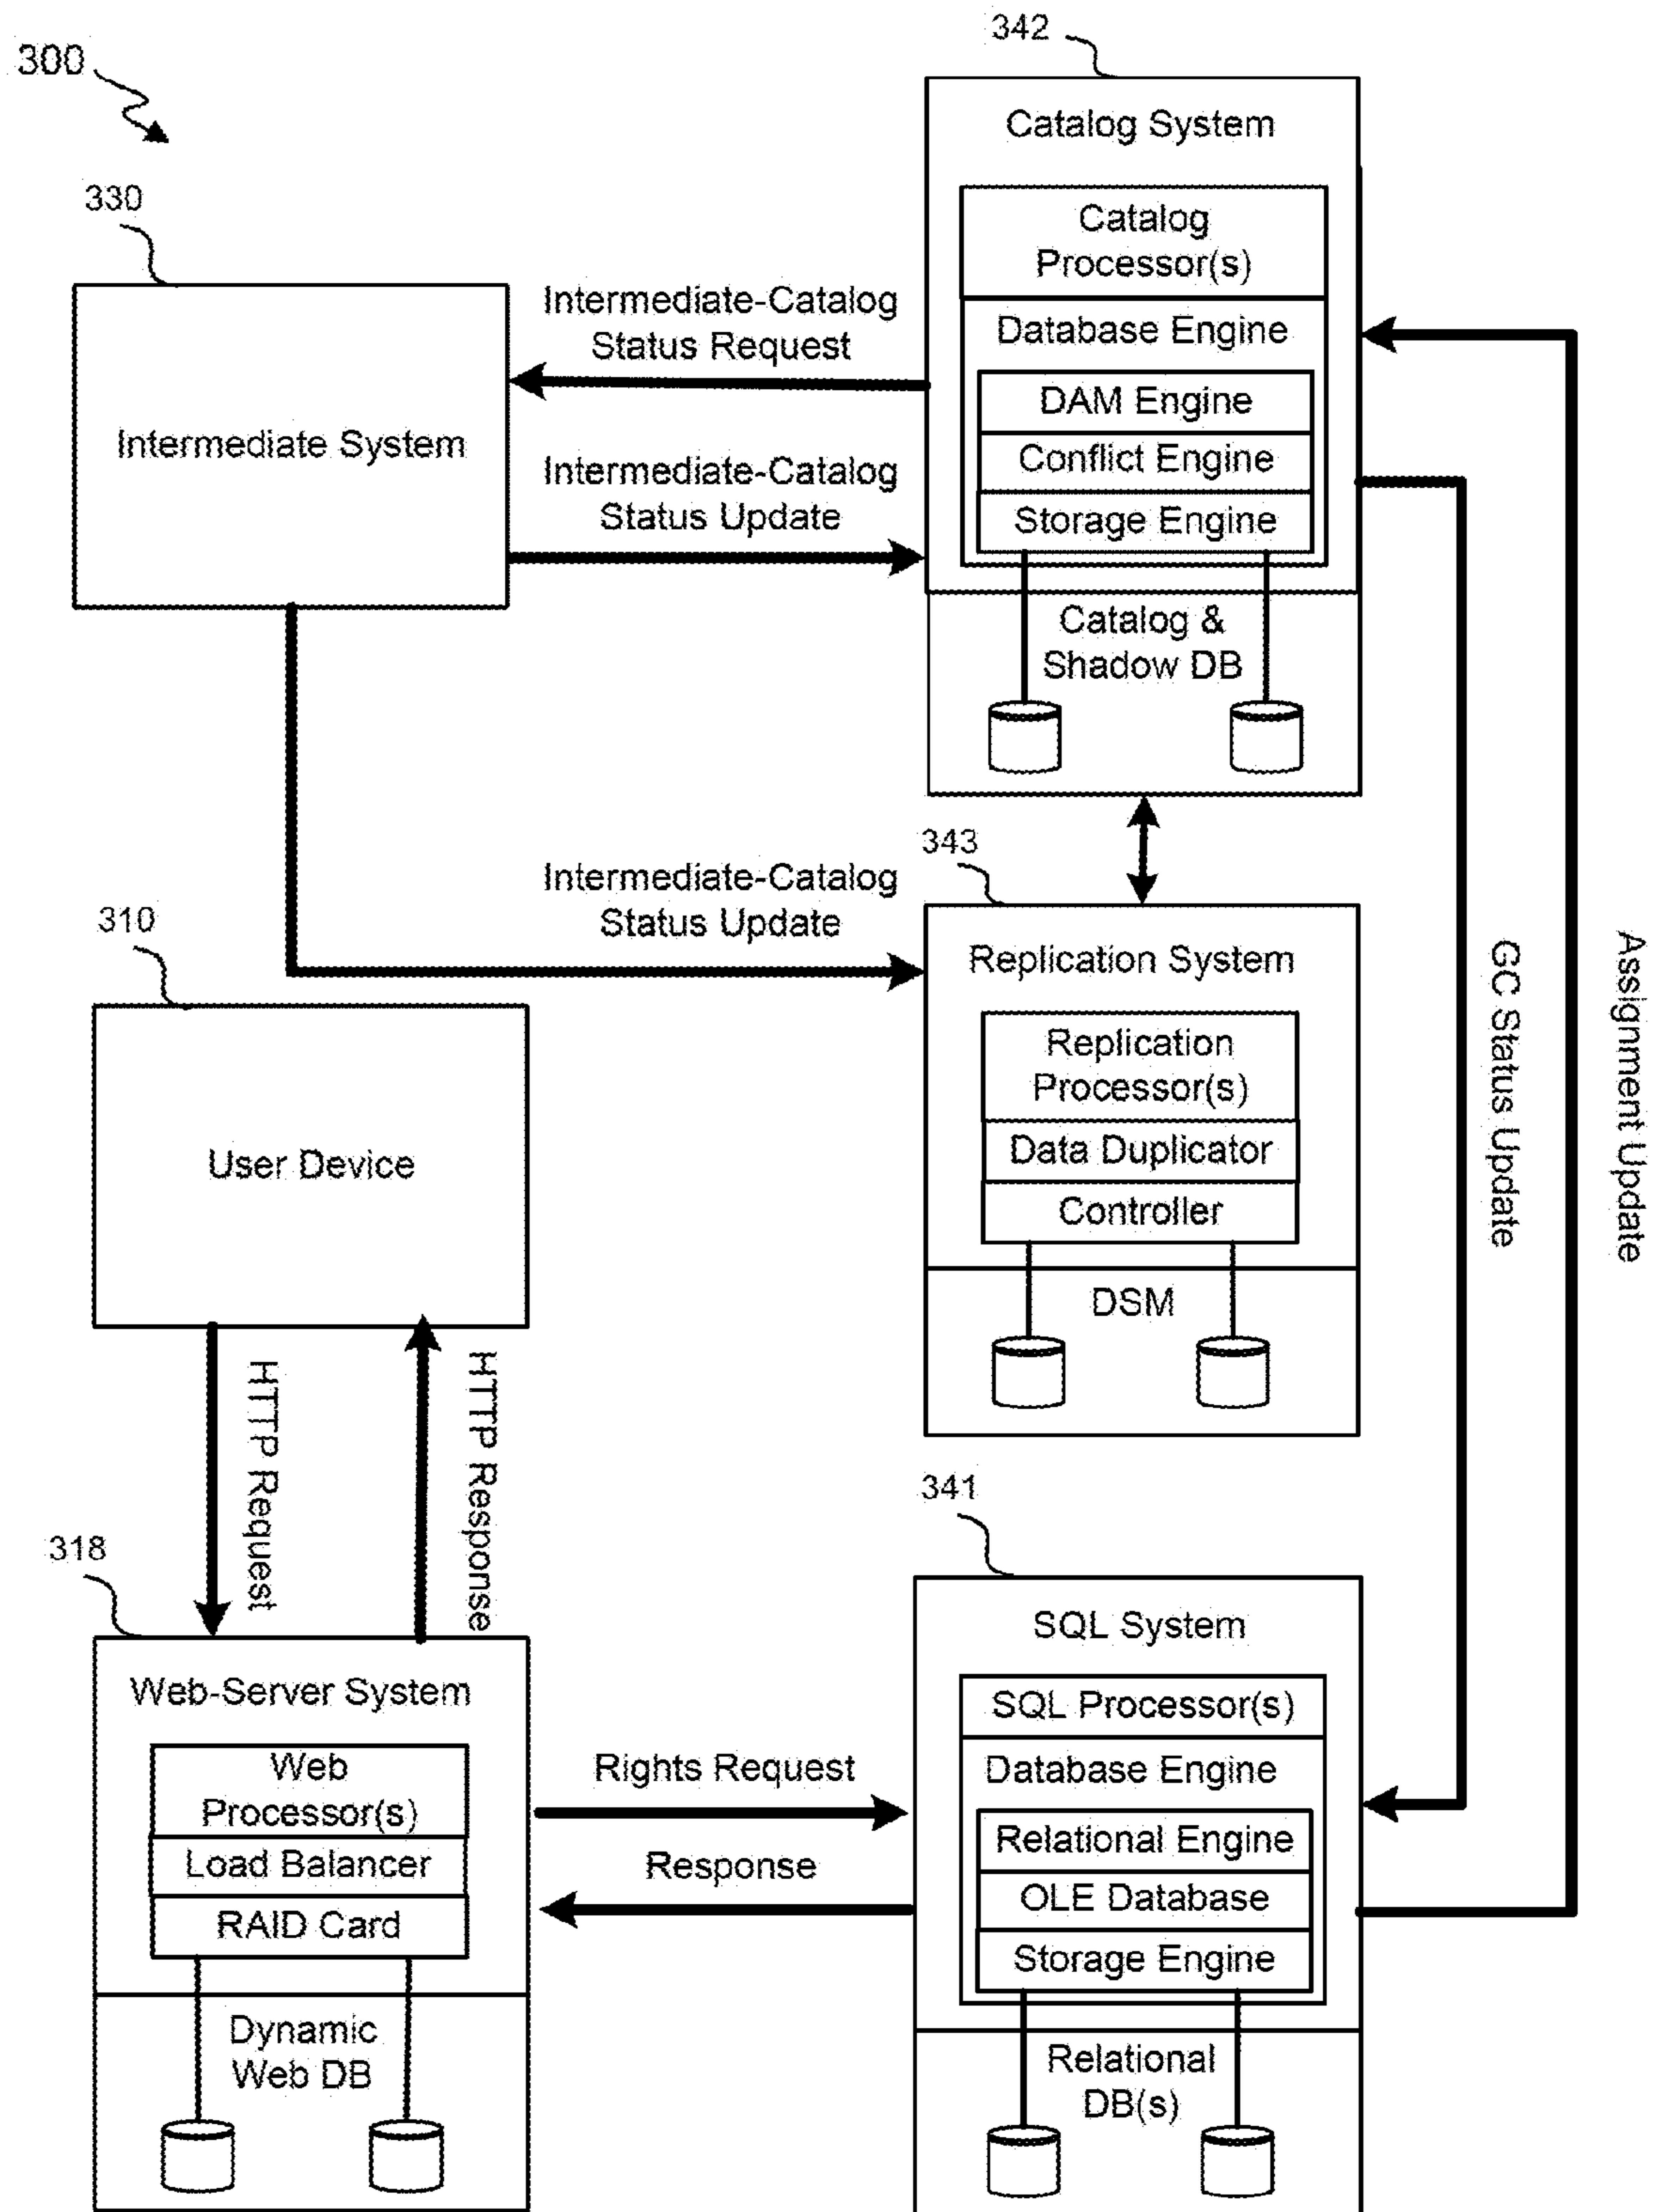 300
342
Catalog System
Catalog
Processor(s)
Database Engine
DAM Engine
Conflict Engine
Storage Engine
Catalog &
Shadow DB
330
Intermediate System
Intermediate-Catalog
Status Request
Intermediate-Catalog
Status Update
Intermediate-Catalog
Status Update
343
Replication System
Replication
Processor(s)
Data Duplicator
Controller
DSM
GC Status Update
Assignment Update
310
User Device
HTTP Request
HTTP Response
318
Web-Server System
Web
Processor(s)
Load Balancer
RAID Card
Dynamic
Web DB
Rights Request
Response
341
SQL System
SQL Processor(s)
Database Engine
Relational Engine
OLE Database
Storage Engine
Relational
DB(s)